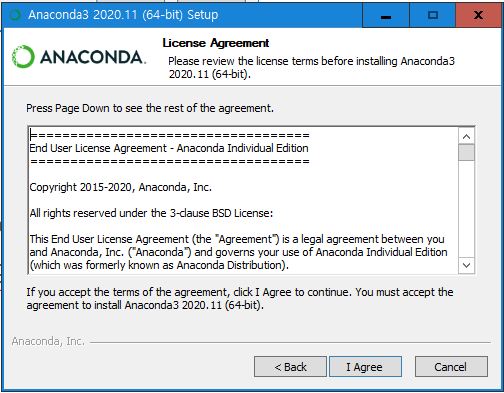 Anaconda3 2020.11 (64-bit) Setup
ANACONDA.
License Agreement
Please review the license terms before installing Anaconda3
2020.11 (64-bit).
Press Page Down to see the rest of the agreement.
===================================
End User License Agreement - Anaconda Individual Edition
===================================
Copyright 2015-2020, Anaconda, Inc.
All rights reserved under the 3-clause BSD License:
This End User License Agreement (the "Agreement") is a legal agreement between you
and Anaconda, Inc. ("Anaconda") and governs your use of Anaconda Individual Edition
(which was formerly known as Anaconda Distribution).
If you accept the terms of the agreement, click I Agree to continue. You must accept the
agreement to install Anaconda3 2020.11 (64-bit).
Anaconda, Inc.
< Back
I Agree
Cancel